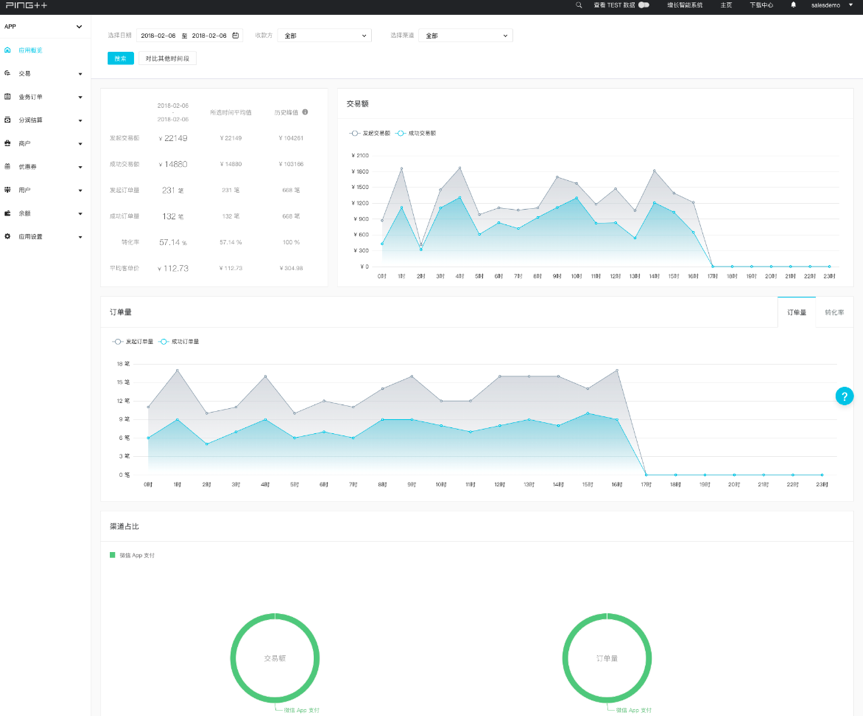 PING++
查看 TEST 数据
增长智能系统
主页
下载中心
salesdemo
APP
应用概览
交易
业务订单
分润结算
商户
优惠券
用户
余额
应用设置
选择日期 2018-02-06 至 2018-02-06
收款方 全部
选择渠道 全部
搜索 对比其他时间段
2018-02-06
-
2018-02-06
所选时间平均值
历史峰值
发起交易额 ¥ 22149 ¥ 22149 ¥ 104251
成功交易额 ¥ 14880 ¥ 14880
发起订单量 231 笔 231 笔 668 笔
成功订单量 132 笔 132 笔 668 笔
转化率 57.14 % 57.14 % 100 %
平均客单价 ¥ 112.73 ¥ 112.73
交易额
发起交易额 成功交易额
¥ 2100
¥ 1800
¥ 1500
¥ 1200
¥ 900
¥ 600
¥ 300
¥ 0
0时 1时 2时 3时 4时 5时 6时 7时 8时 9时 10时 11时 12时 13时 14时 15时 16时 17时 18时 19时 20时 21时 22时 23时
订单量
订单量 转化率
发起订单量 成功订单量
18 笔
15 笔
12 笔
9 笔
6 笔
3 笔
0 笔
0时 1时 2时 3时 4时 5时 6时 7时 8时 9时 10时 11时 12时 13时 14时 15时 16时 17时 18时 19时 20时 21时 22时 23时
?
渠道占比
微信 App 支付
交易额
订单量
微信 App 支付
微信 App 支付